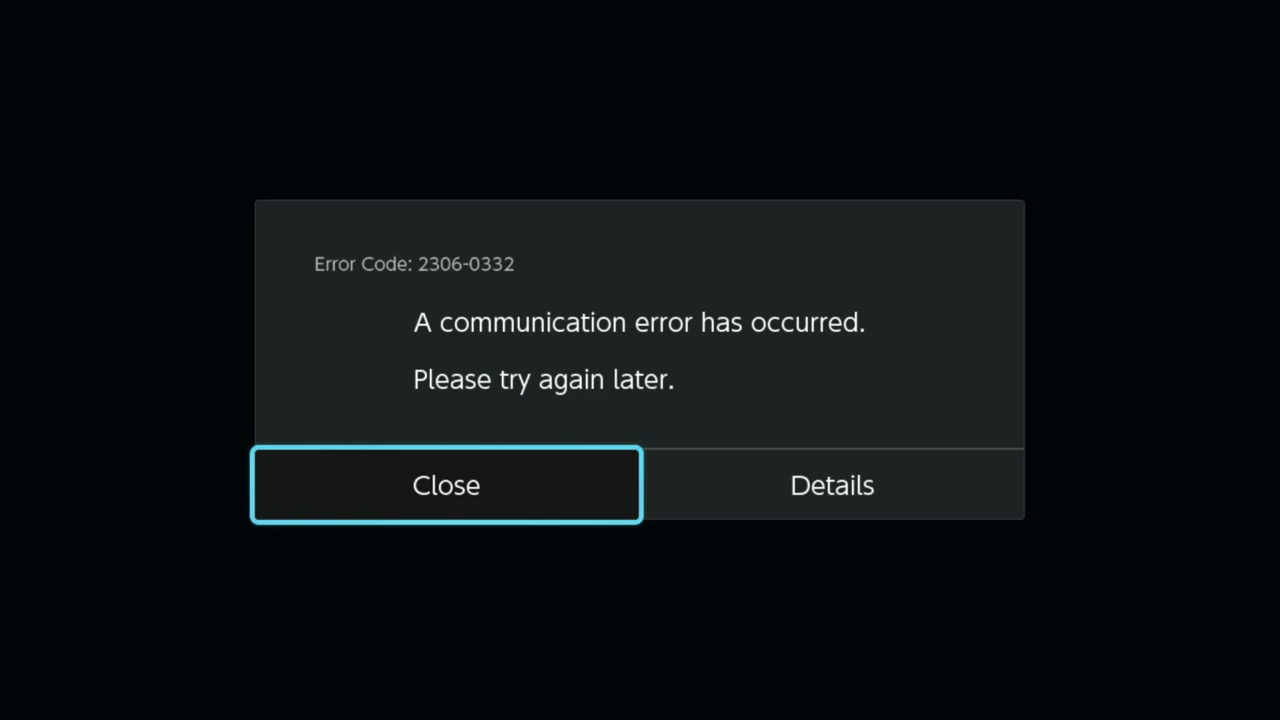 Error Code: 2306-0332
A communication error has occurred.
Please try again later.
Close
Details